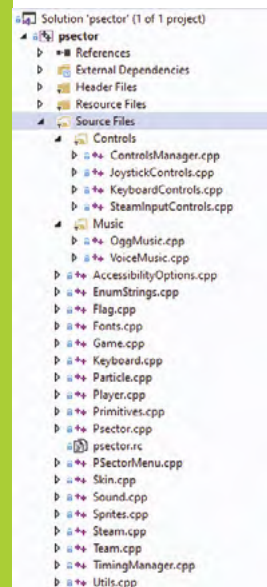 Solution 'psector' (1 of 1 project)
psector
References
External Dependencies
Header Files
Resource Files
Source Files
Controls
ControlsManager.cpp
JoystickControls.cpp
KeyboardControls.cpp
SteamInputControls.cpp
Music
OggMusic.cpp
VoiceMusic.cpp
AccessibilityOptions.cpp
EnumStrings.cpp
Flag.cpp
Fonts.cpp
Game.cpp
Keyboard.cpp
Particle.cpp
Player.cpp
Primitives.cpp
Psector.cpp
psector.rc
PSectorMenu.cpp
Skin.cpp
Sound.cpp
Sprites.cpp
Steam.cpp
Team.cpp
TimingManager.cpp
Utils.cpp